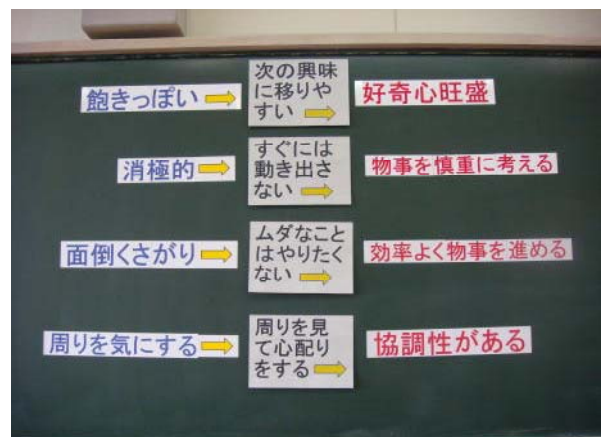 飽きっぽい
次の興味
に移りや
すい
好奇心旺盛
消極的
すぐには
動き出さ
ない
物事を慎重に考える
面倒くさがり
ムダなこと
はやりたく
ない
効率よく物事を進める
周りを気にする
周りを見
て心配り
をする
協調性がある